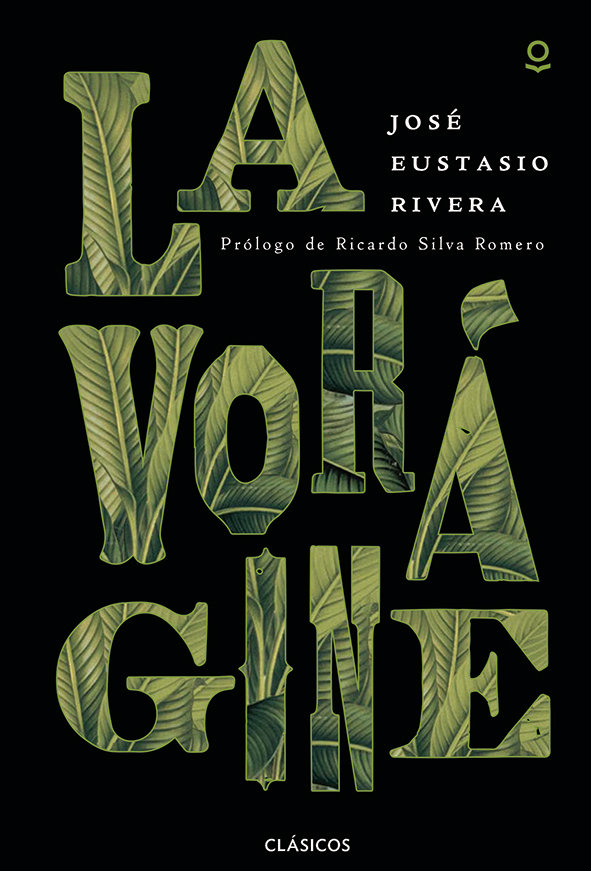 LA
JOSÉ
EUSTASIO
RIVERA
Prólogo de Ricardo Silva Romero
VORÁ
GINE
CLÁSICOS